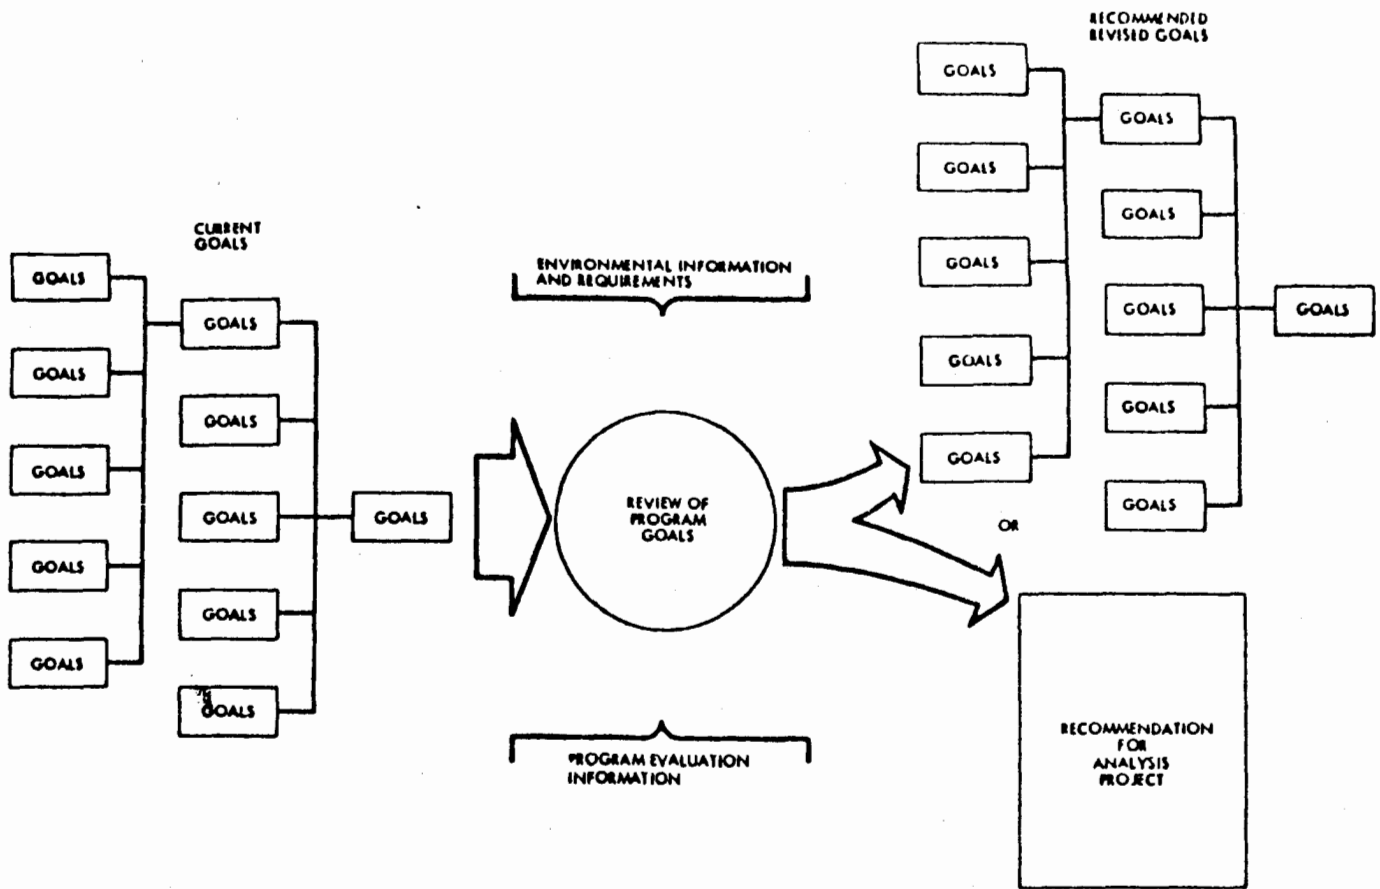 CURRENT
GOALS
GOALS
GOALS
GOALS
GOALS
GOALS
GOALS
GOALS
GOALS
GOALS
GOALS
GOALS
ENVIRONMENTAL INFORMATION
AND REQUIREMENTS
REVIEW OF
PROGRAM
GOALS
PROGRAM EVALUATION
INFORMATION
RECOMMENDED
REVISED GOALS
GOALS
GOALS
GOALS
GOALS
GOALS
GOALS
GOALS
GOALS
GOALS
GOALS
GOALS
OR
RECOMMENDATION
FOR
ANALYSIS
PROJECT